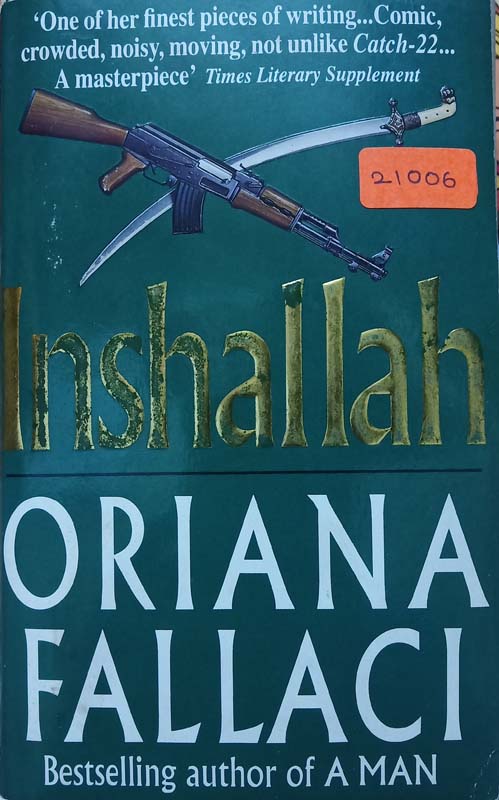 ‘One of her finest pieces of writing...Comic,
crowded, noisy, moving, not unlike Catch-22...
A masterpiece’ Times Literary Supplement
21006
Inshallah
ORIANA
FALLACI
Bestselling author of A MAN